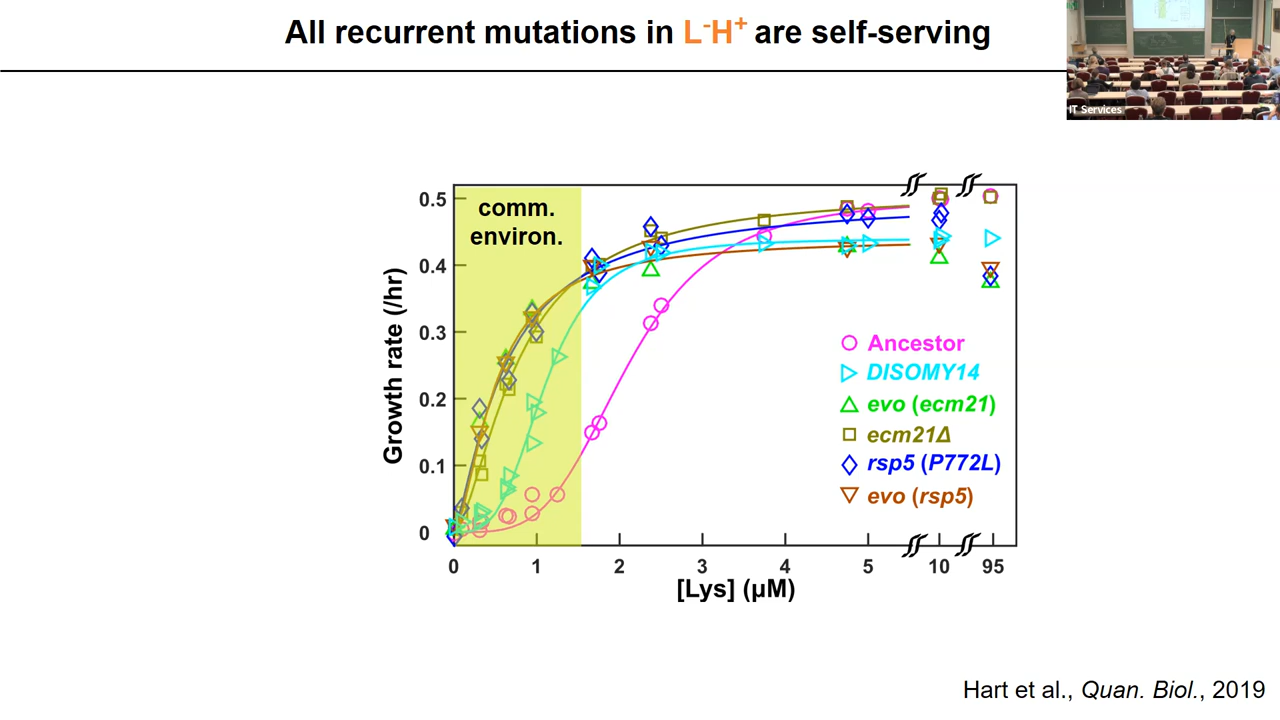 All recurrent mutations in L⁻H⁺ are self-serving
IT Services
comm.
environ.
Growth rate (/hr)
0.5
0.4
0.3
0.2
0.1
0
Ancestor
DISOMY14
evo (ecm21)
ecm21Δ
rsp5 (P772L)
evo (rsp5)
0 1 2 3 4 5 10 95
[Lys] (μM)
Hart et al., Quan. Biol., 2019